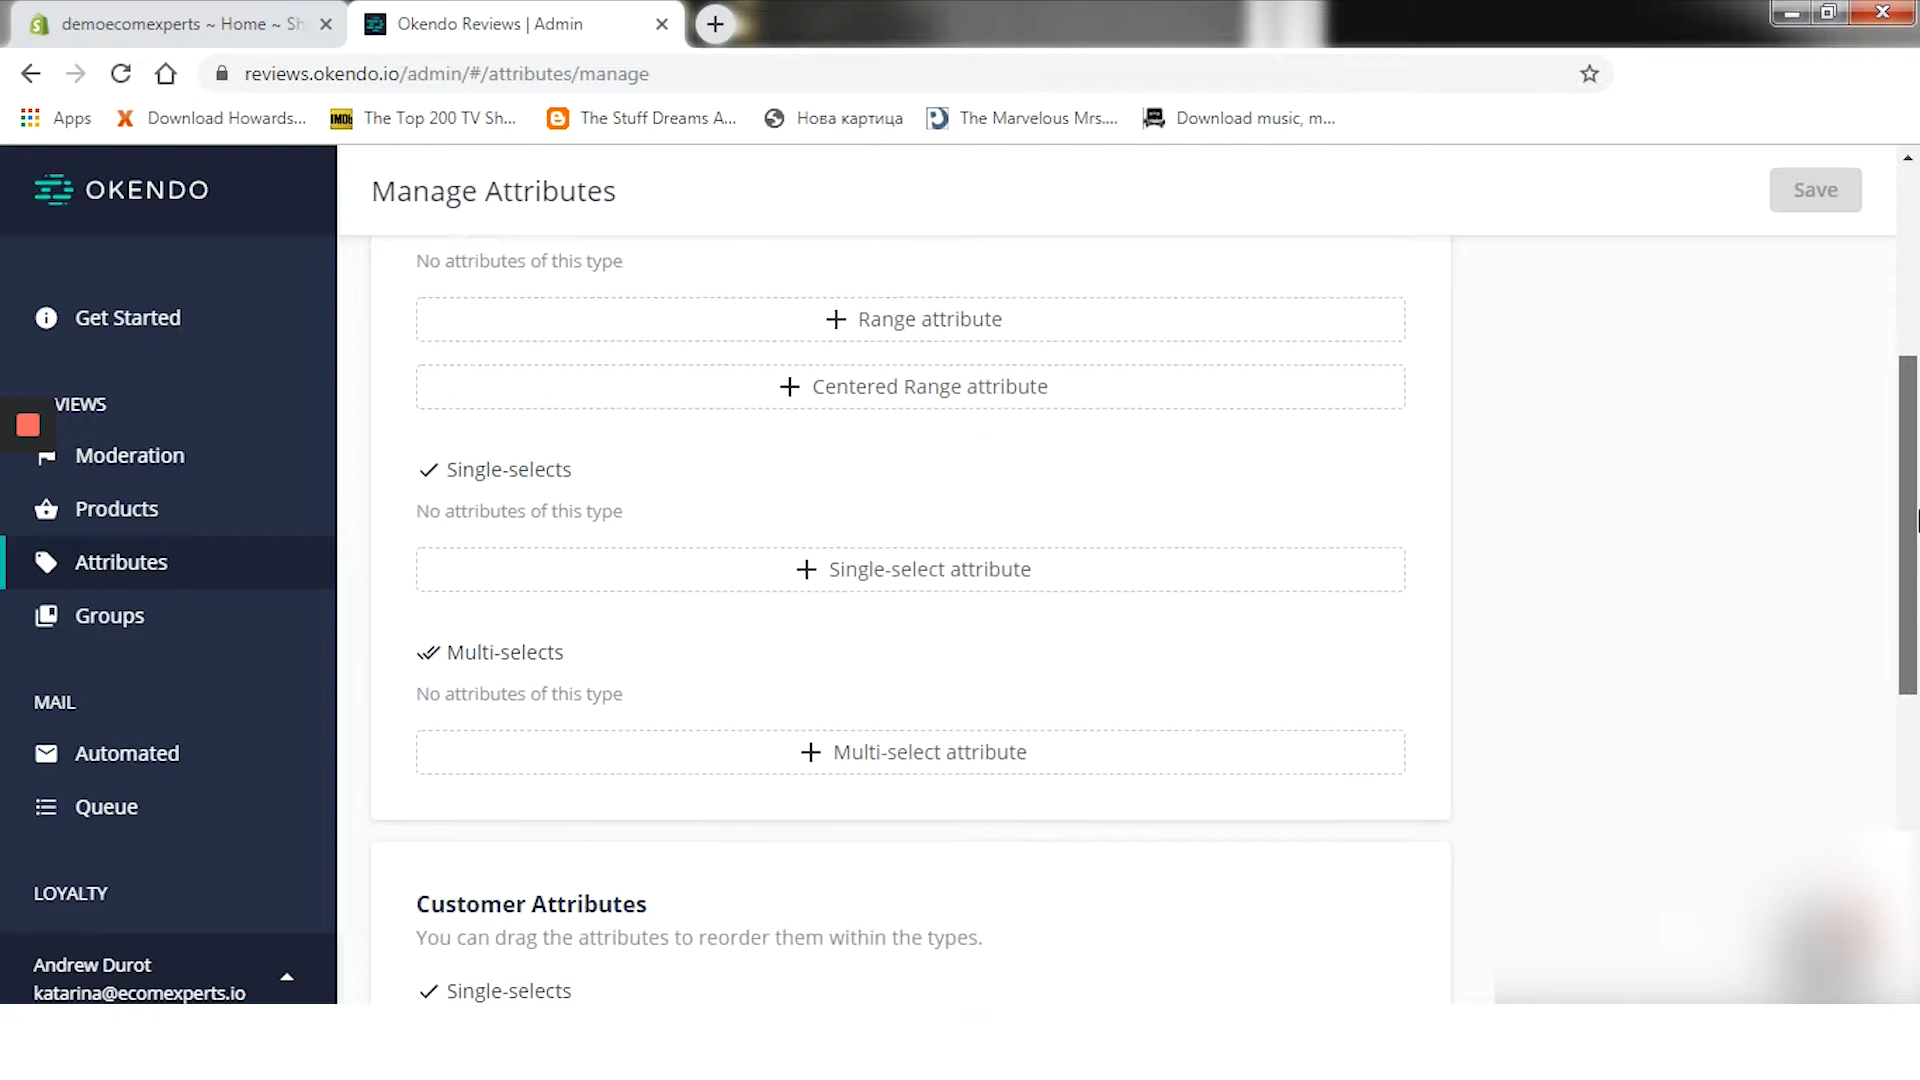 demoecomexperts ~ Home ~ Sh
Okendo Reviews | Admin
reviews.okendo.io/admin/#/attributes/manage
Apps
Download Howards...
IMDb
The Top 200 TV Sh...
The Stuff Dreams A...
Нова картица
The Marvelous Mrs....
Download music, m...
OKENDO
Manage Attributes
Save
Get Started
VIEWS
Moderation
Products
Attributes
Groups
MAIL
Automated
Queue
LOYALTY
Andrew Durot
katarina@ecomexperts.io
No attributes of this type
Range attribute
Centered Range attribute
Single-selects
No attributes of this type
Single-select attribute
Multi-selects
No attributes of this type
Multi-select attribute
Customer Attributes
You can drag the attributes to reorder them within the types.
Single-selects